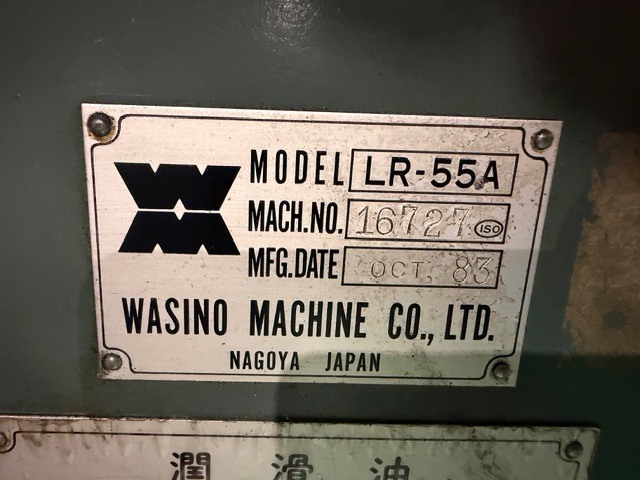 MODEL LR-55A
MACH.NO. 16727 ISO
MFG.DATE OCT. 83
WASINO MACHINE CO., LTD.
NAGOYA JAPAN
潤滑油